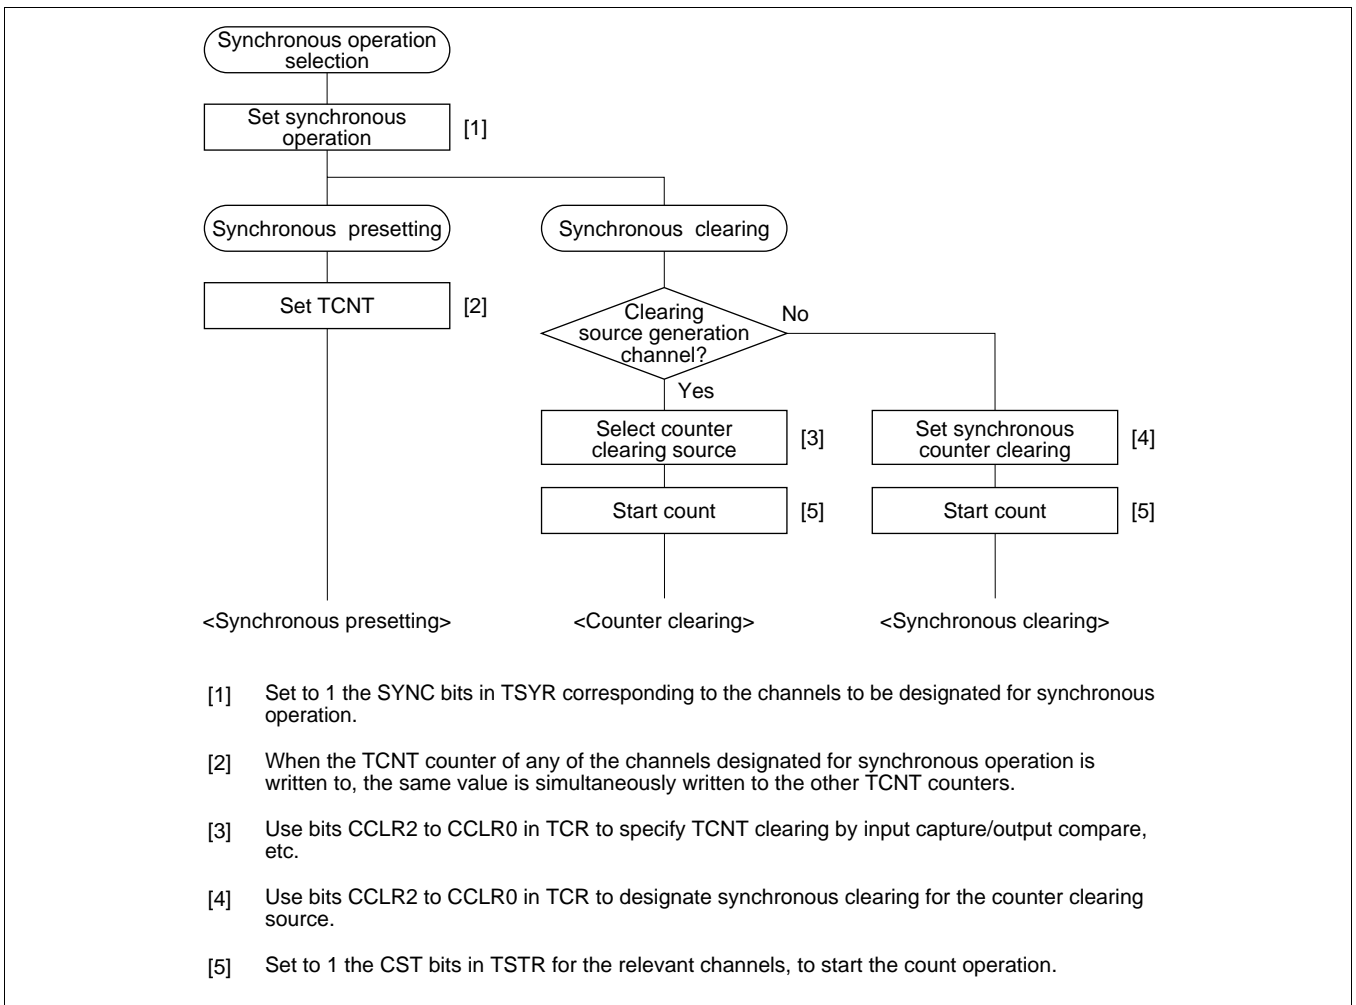 Synchronous operation
selection
Set synchronous
operation
[1]
Synchronous presetting
Synchronous clearing
Set TCNT
[2]
Clearing
source generation
channel?
No
Yes
Select counter
clearing source
[3]
Set synchronous
counter clearing
[4]
Start count
[5]
Start count
[5]
<Synchronous presetting>
<Counter clearing>
<Synchronous clearing>
[1] Set to 1 the SYNC bits in TSYR corresponding to the channels to be designated for synchronous
operation.
[2] When the TCNT counter of any of the channels designated for synchronous operation is
written to, the same value is simultaneously written to the other TCNT counters.
[3] Use bits CCLR2 to CCLR0 in TCR to specify TCNT clearing by input capture/output compare,
etc.
[4] Use bits CCLR2 to CCLR0 in TCR to designate synchronous clearing for the counter clearing
source.
[5] Set to 1 the CST bits in TSTR for the relevant channels, to start the count operation.